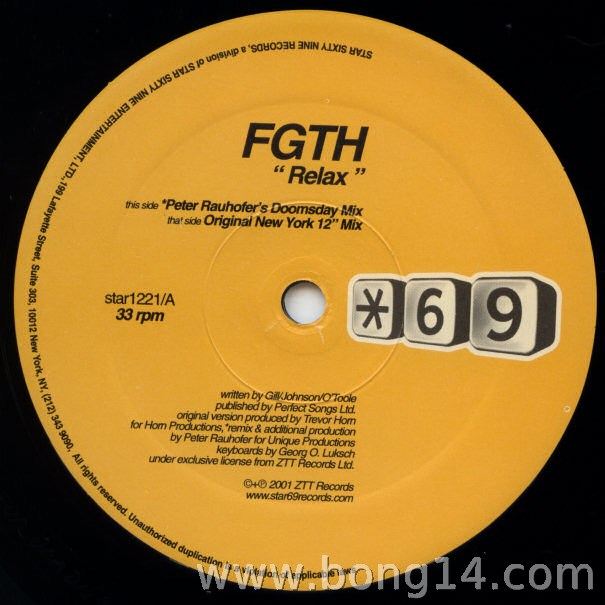 STAR SIXTY NINE RECORDS, a division of STAR SIXTY NINE ENTERTAINMENT, LTD., 199 Lafayette Street, Suite 303, 10012 New York, NY, (212) 343 9090, All rights reserved. Unauthorized duplication is a violation of applicable laws.
FGTH
“Relax”
this side *Peter Rauhofer's Doomsday Mix
that side Original New York 12" Mix
star1221/A
33 rpm
*69
written by Gill/Johnson/O'Toole
published by Perfect Songs Ltd.
original version produced by Trevor Horn
for Horn Productions, *remix & additional production
by Peter Rauhofer for Unique Productions
keyboards by Georg O. Luksch
under exclusive license from ZTT Records Ltd.
©+℗ 2001 ZTT Records
www.star69records.com
www.bong14.com